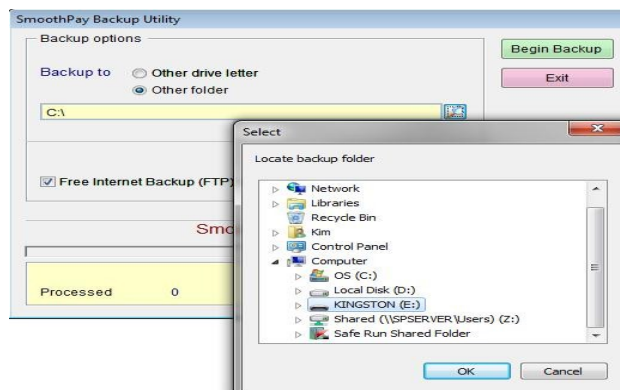 SmoothPay Backup Utility
Backup options
Begin Backup
Backup to
Other drive letter
Exit
Other folder
C:\
Select
Locate backup folder
Network
Free Internet Backup (FTP)
Libraries
Recycle Bin
Kim
Control Panel
Computer
OS (C:)
Local Disk (D:)
Processed 0
KINGSTON (E:)
Shared (\\SPSERVER\Users) (Z:)
Safe Run Shared Folder
OK Cancel